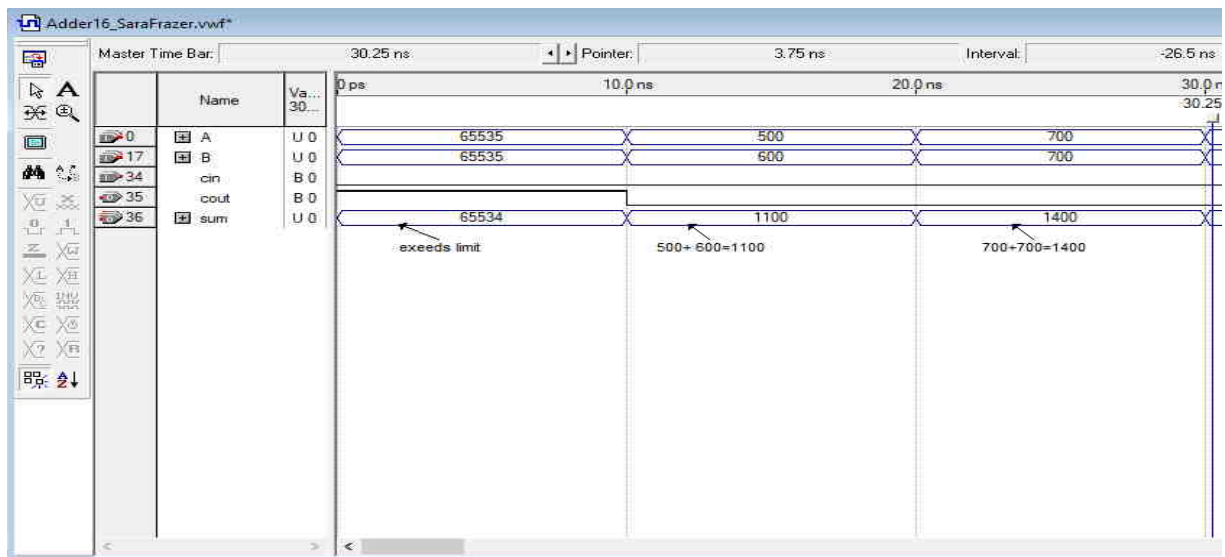 Adder16_SaraFrazer.vwf*
Master Time Bar: 30.25 ns Pointer: 3.75 ns Interval: -26.5 ns
Name Va... 30... 0 ps 10.0 ns 20.0 ns 30.0 n
30.25
0 A U 0 65535 500 700
17 B U 0 65535 600 700
34 cin B 0
35 cout B 0
36 sum U 0 65534 1100 1400
exeeds limit 500+ 600=1100 700+700=1400